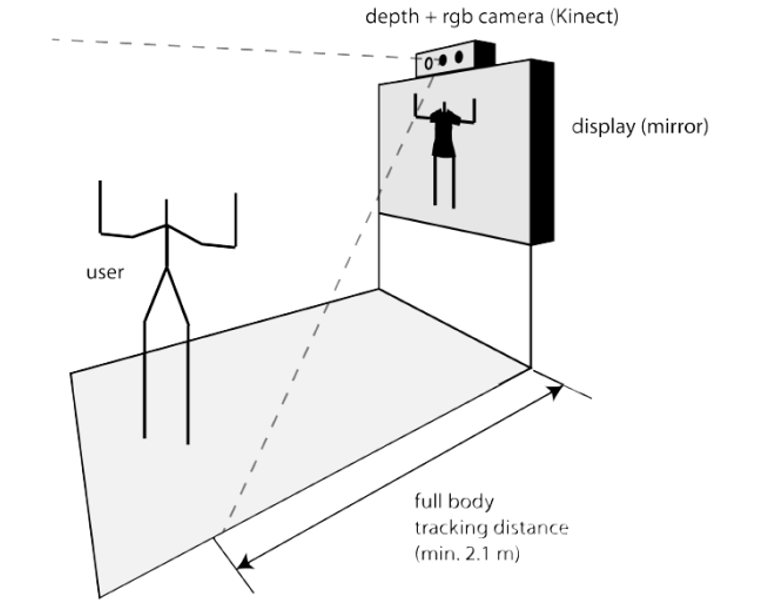 depth + rgb camera (Kinect)
display (mirror)
user
full body
tracking distance
(min. 2.1 m)